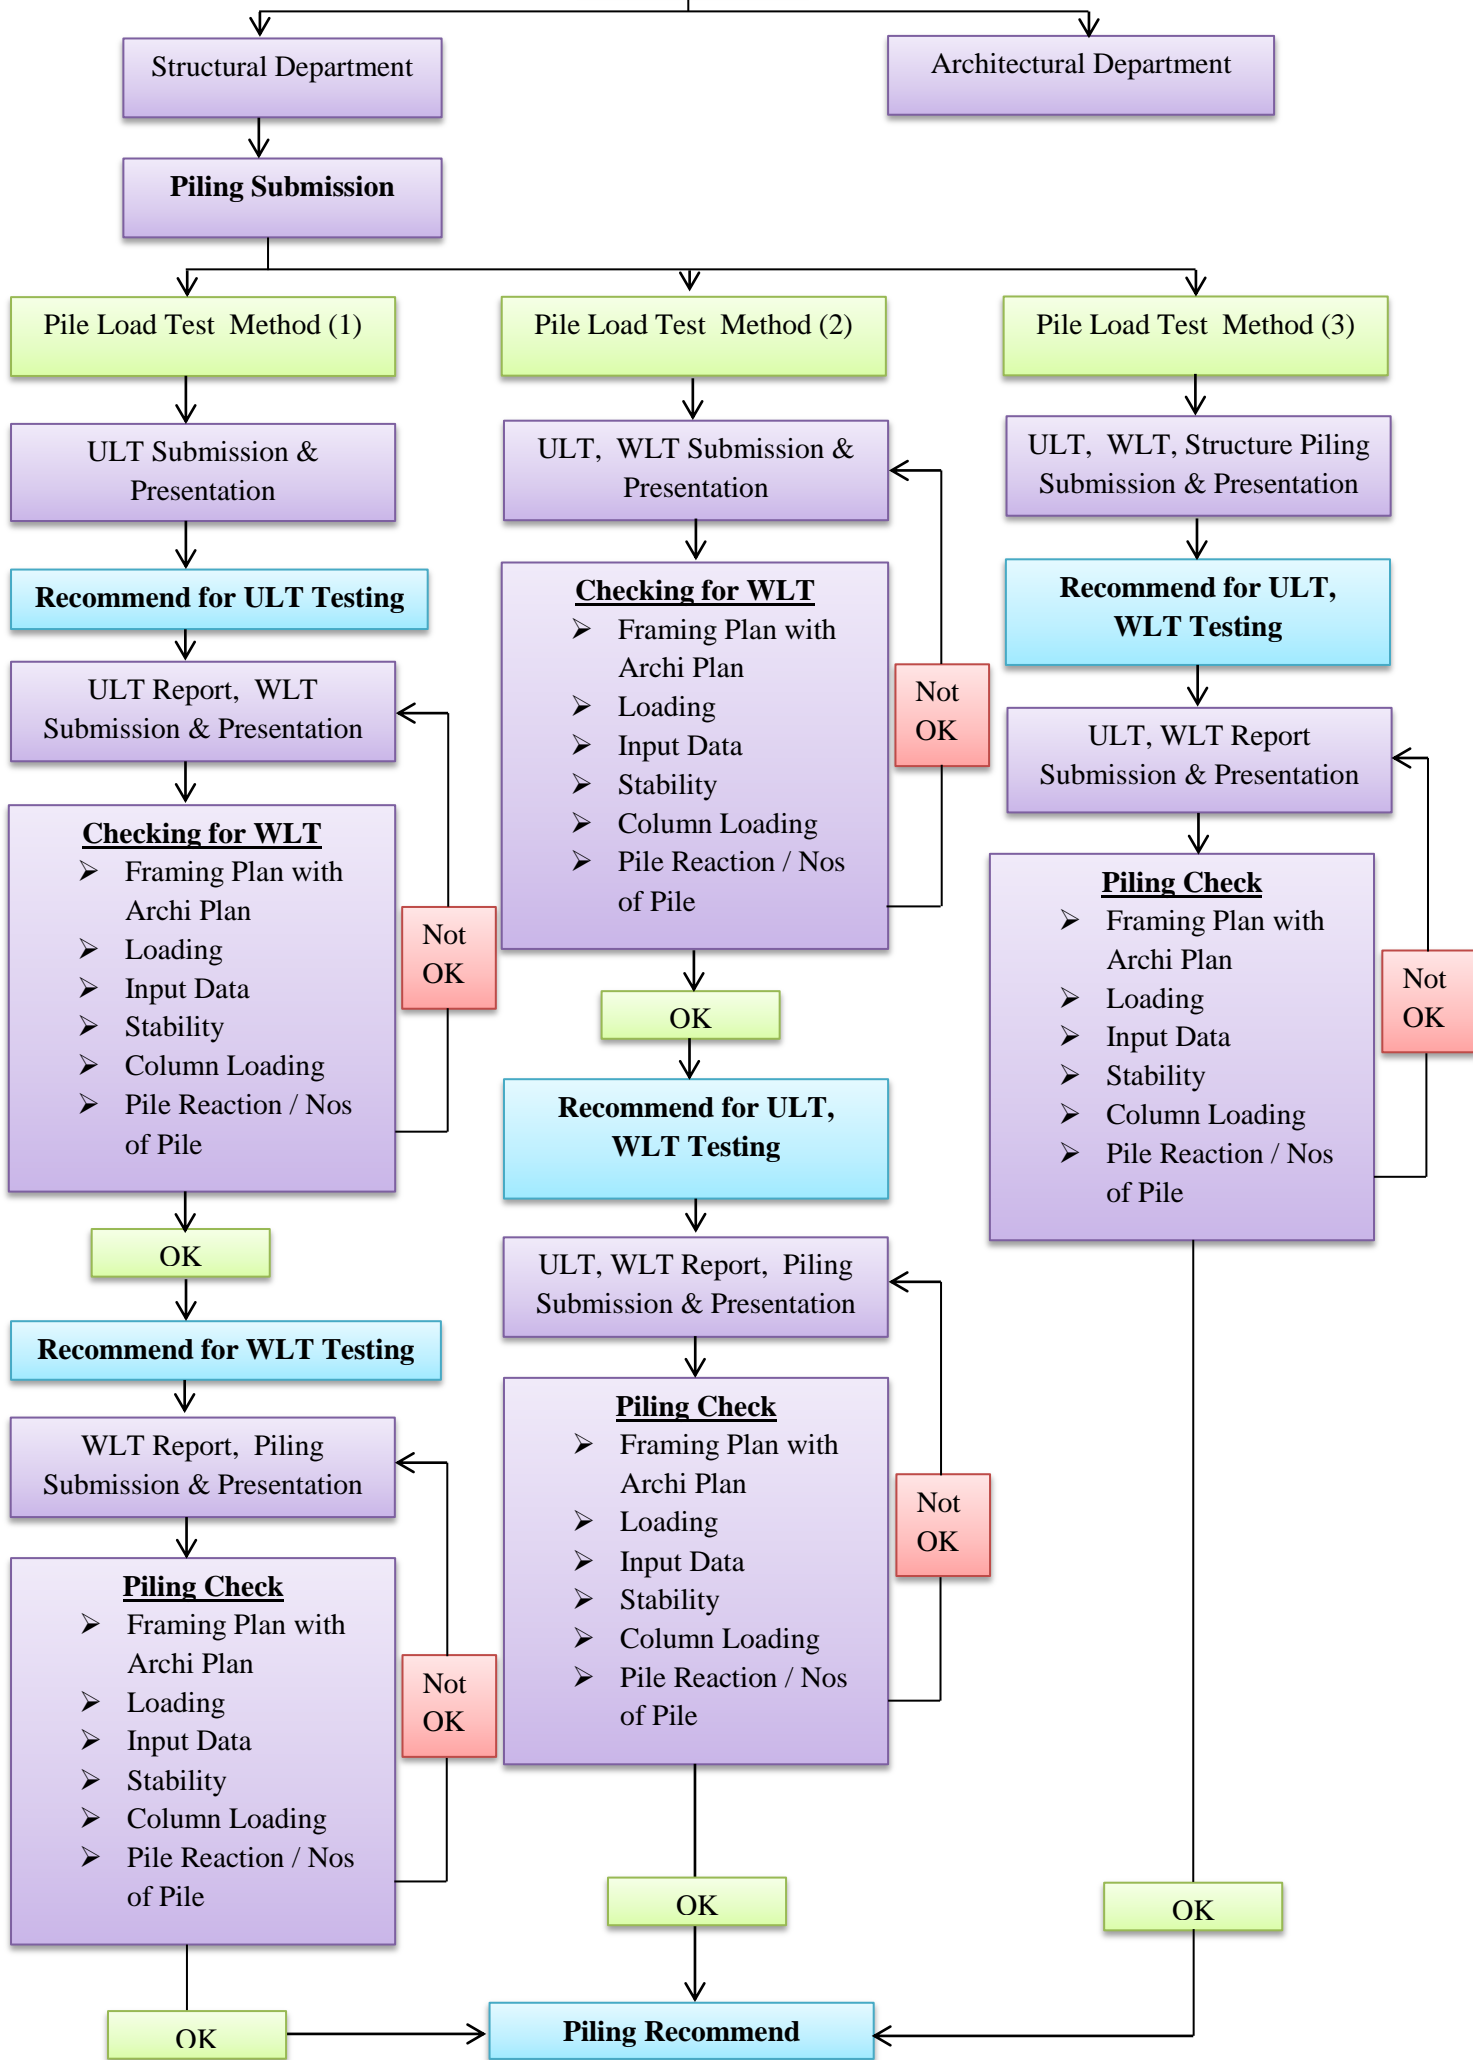 Structural Department
Architectural Department
Piling Submission
Pile Load Test Method (1)
Pile Load Test Method (2)
Pile Load Test Method (3)
ULT Submission &
Presentation
Recommend for ULT Testing
ULT Report, WLT
Submission & Presentation
Checking for WLT
Framing Plan with
Archi Plan
Loading
Input Data
Stability
Column Loading
Pile Reaction / Nos
of Pile
Not
OK
OK
Recommend for WLT Testing
WLT Report, Piling
Submission & Presentation
Piling Check
Framing Plan with
Archi Plan
Loading
Input Data
Stability
Column Loading
Pile Reaction / Nos
of Pile
Not
OK
OK
ULT, WLT Submission &
Presentation
Checking for WLT
Framing Plan with
Archi Plan
Loading
Input Data
Stability
Column Loading
Pile Reaction / Nos
of Pile
Not
OK
OK
Recommend for ULT,
WLT Testing
ULT, WLT Report, Piling
Submission & Presentation
Piling Check
Framing Plan with
Archi Plan
Loading
Input Data
Stability
Column Loading
Pile Reaction / Nos
of Pile
Not
OK
OK
ULT, WLT, Structure Piling
Submission & Presentation
Recommend for ULT,
WLT Testing
ULT, WLT Report
Submission & Presentation
Piling Check
Framing Plan with
Archi Plan
Loading
Input Data
Stability
Column Loading
Pile Reaction / Nos
of Pile
Not
OK
OK
Piling Recommend